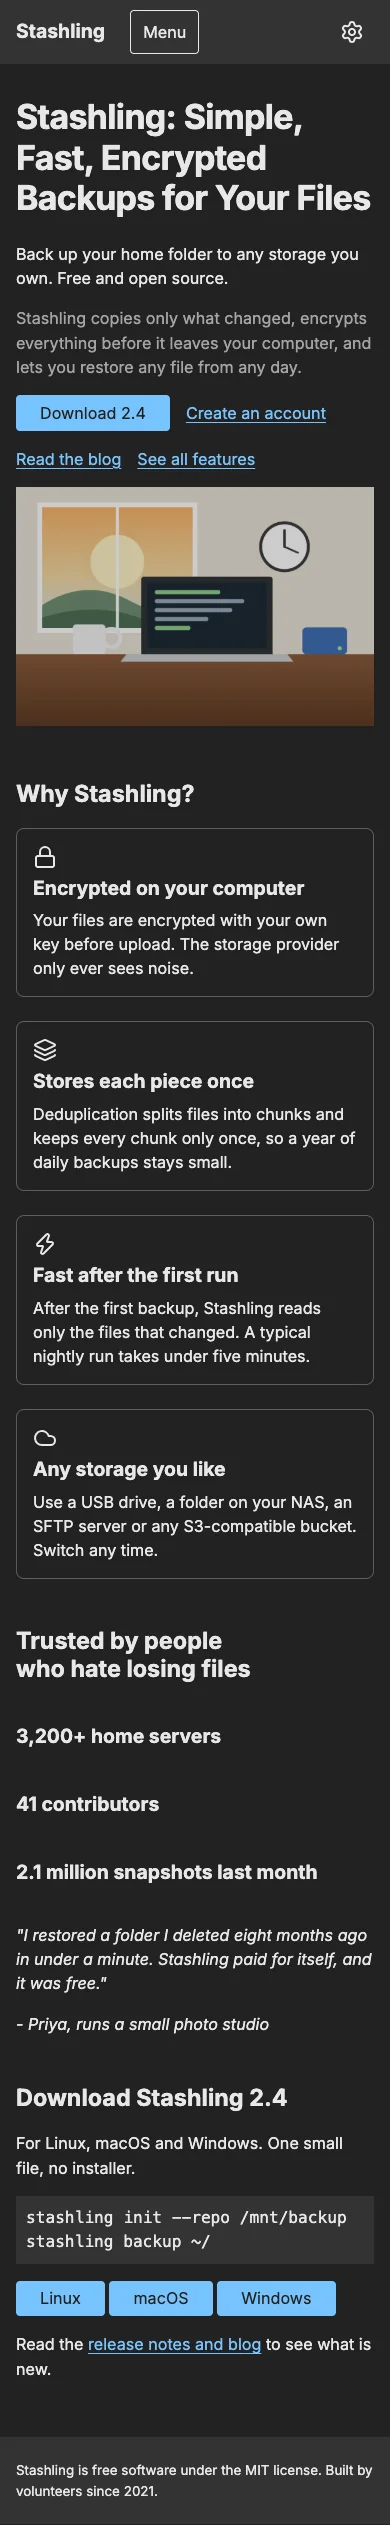 Stashling
Menu
Stashling: Simple,
Fast, Encrypted
Backups for Your Files
Back up your home folder to any storage you
own. Free and open source.
Stashling copies only what changed, encrypts
everything before it leaves your computer, and
lets you restore any file from any day.
Download 2.4 Create an account
Read the blog See all features
Why Stashling?
Encrypted on your computer
Your files are encrypted with your own
key before upload. The storage provider
only ever sees noise.
Stores each piece once
Deduplication splits files into chunks and
keeps every chunk only once, so a year of
daily backups stays small.
Fast after the first run
After the first backup, Stashling reads
only the files that changed. A typical
nightly run takes under five minutes.
Any storage you like
Use a USB drive, a folder on your NAS, an
SFTP server or any S3-compatible bucket.
Switch any time.
Trusted by people
who hate losing files
3,200+ home servers
41 contributors
2.1 million snapshots last month
"I restored a folder I deleted eight months ago
in under a minute. Stashling paid for itself, and
it was free."
- Priya, runs a small photo studio
Download Stashling 2.4
For Linux, macOS and Windows. One small
file, no installer.
stashling init --repo /mnt/backup
stashling backup ~/
Linux macOS Windows
Read the release notes and blog to see what is
new.
Stashling is free software under the MIT license. Built by
volunteers since 2021.